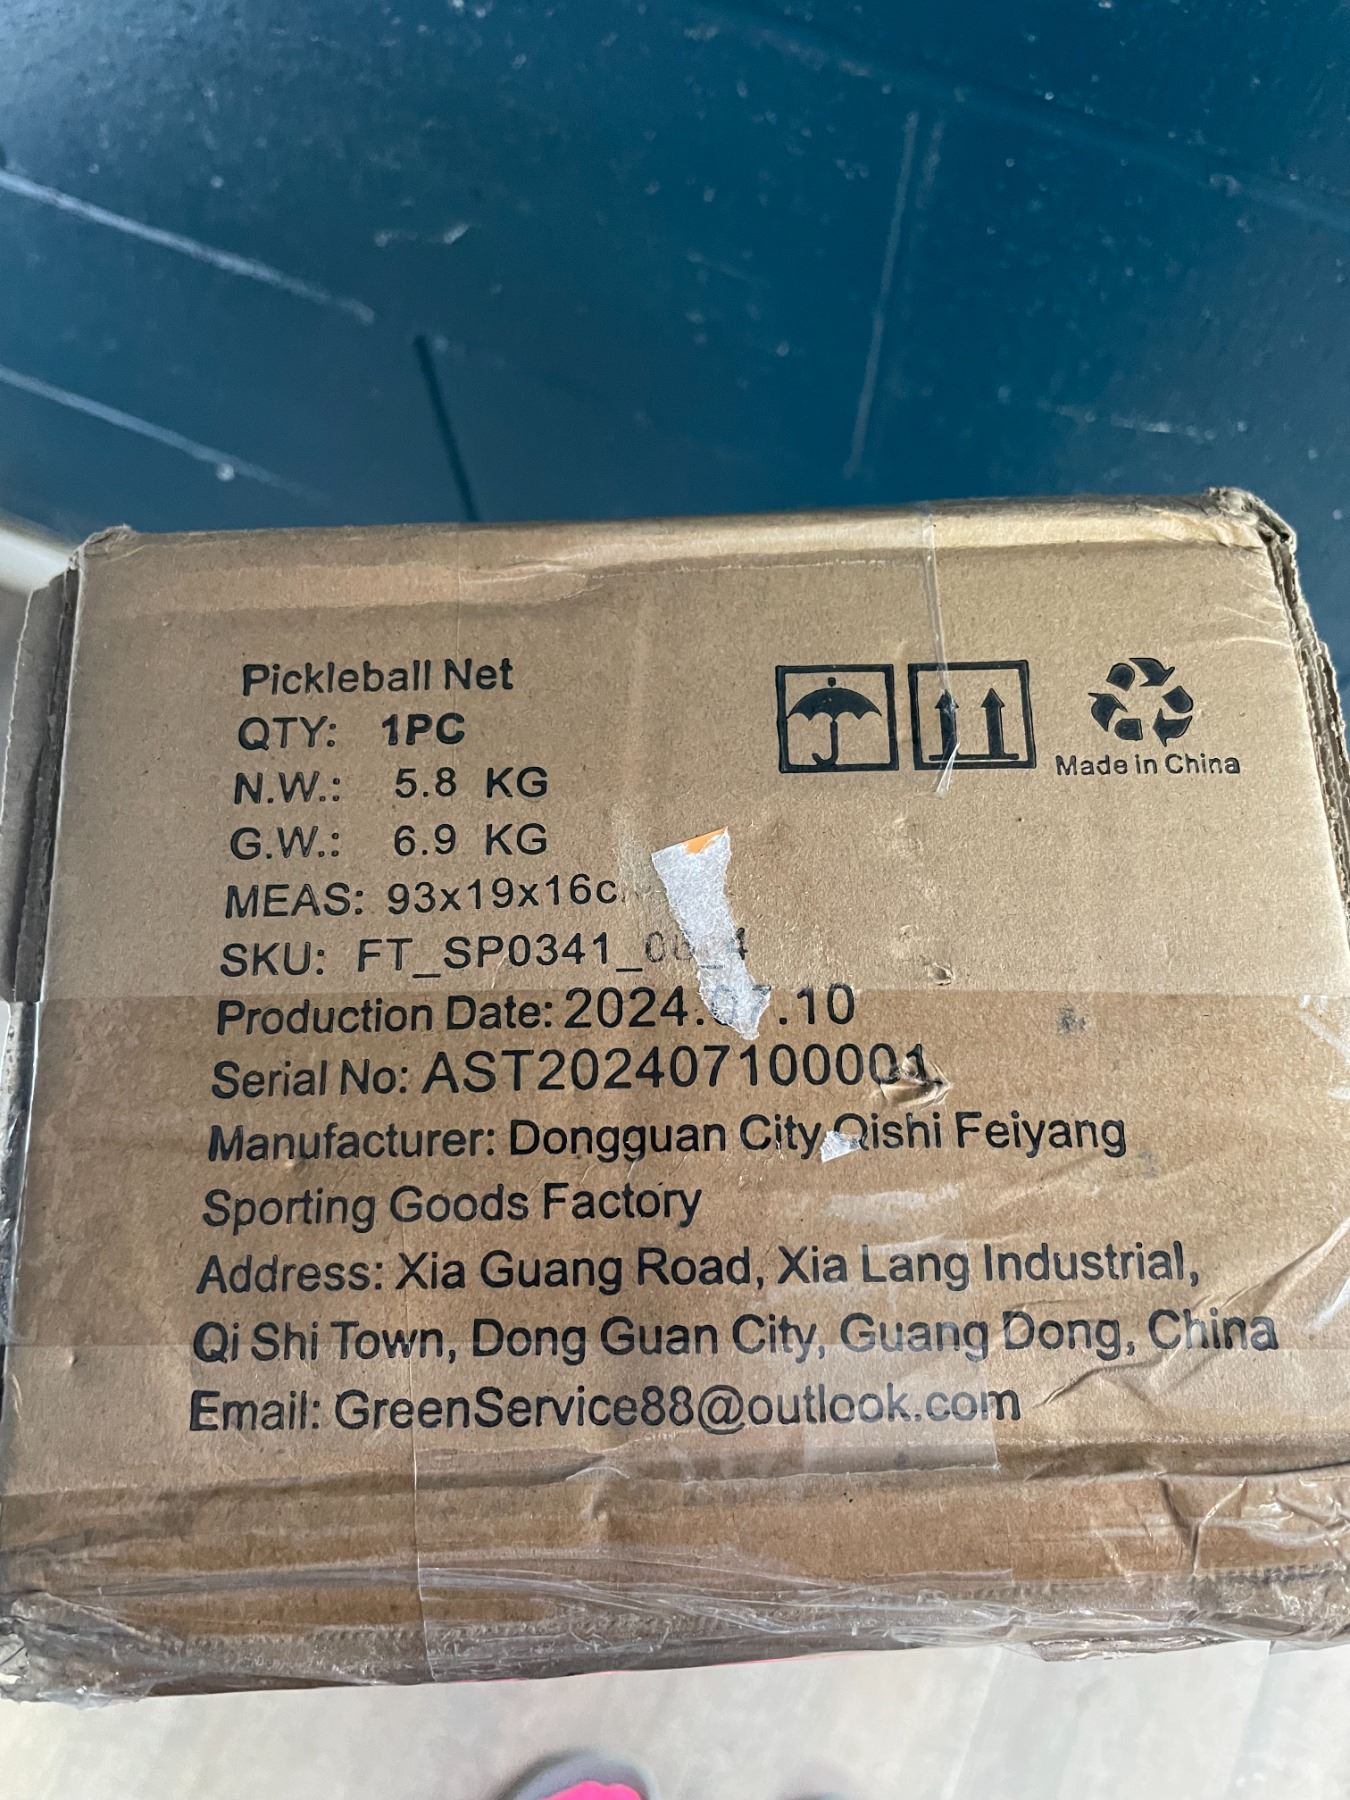 Pickleball Net
QTY: 1PC
N.W.: 5.8 KG
G.W.: 6.9 KG
Made in China
MEAS: 93x19x16c
SKU:
Production Date:
Serial No: AST202407100001
Manufacturer: Dongguan City Qishi Feiyang
Sporting Goods Factory
Address: Xia Guang Road, Xia Lang Industrial,
Qi Shi Town, Dong Guan City, Guang Dong, China
Email: GreenService88@outlook.com